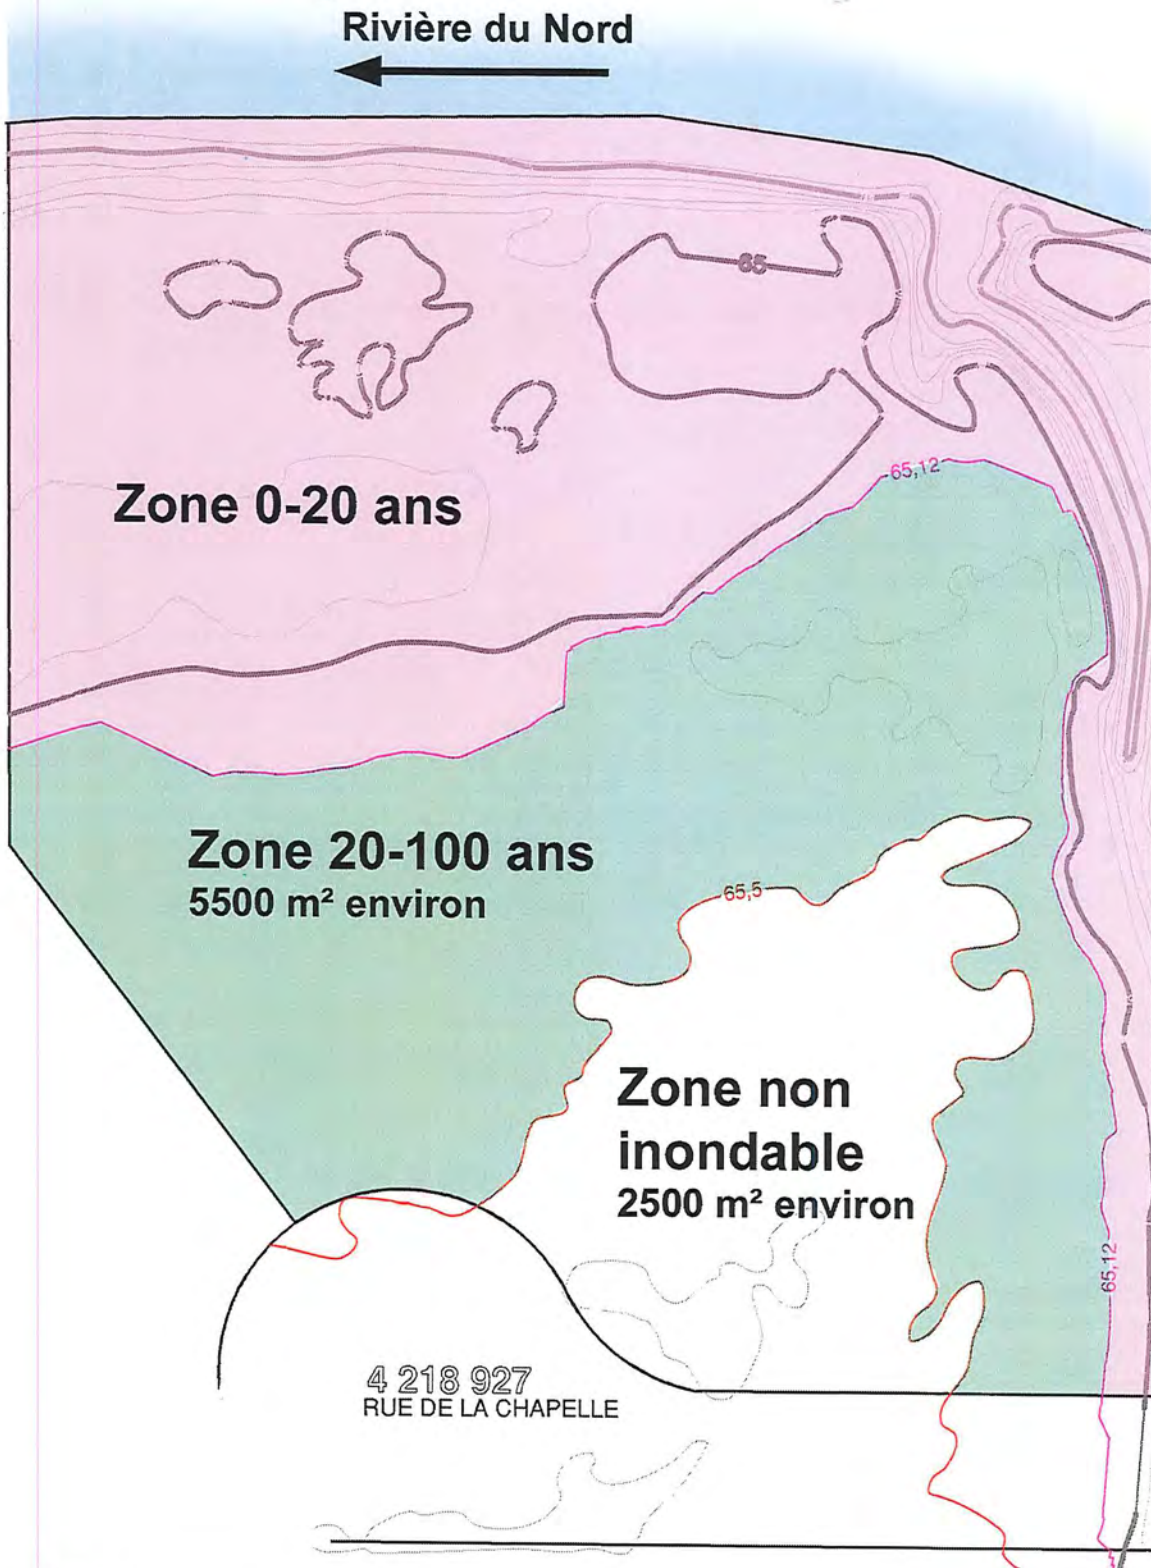 Rivière du Nord
65
65,12
Zone 0-20 ans
Zone 20-100 ans
5500 m² environ
65,5
Zone non
inondable
2500 m² environ
65,12
4 218 927
RUE DE LA CHAPELLE